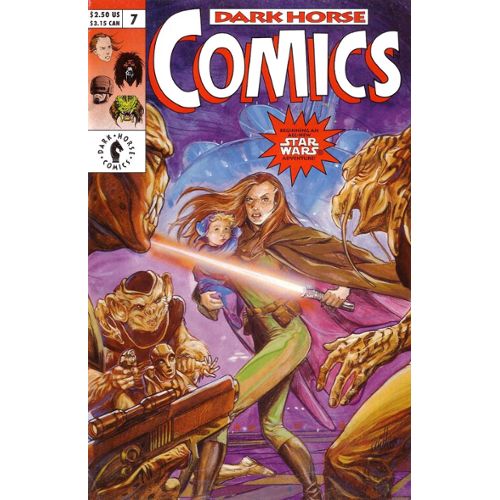 $2.50 US
$3.15 CAN
7
DARK HORSE
COMICS
BEGINNING AN
ALL-NEW
STAR
WARS
ADVENTURE!
DARK HORSE
COMICS